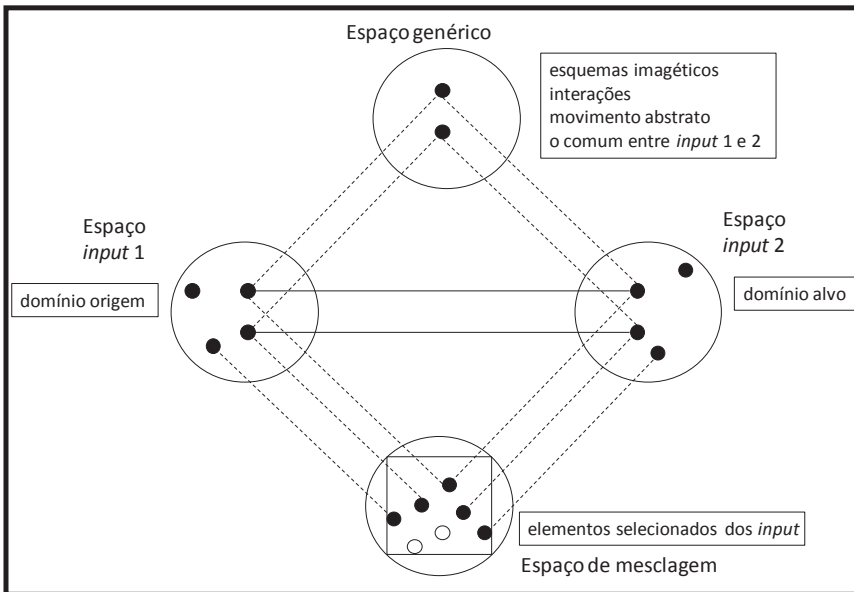 Espaço genérico
esquemas imagéticos
interações
movimento abstrato
o comum entre input 1 e 2
Espaço
input 1
Espaço
input 2
domínio origem
domínio alvo
elementos selecionados dos input
Espaço de mesclagem